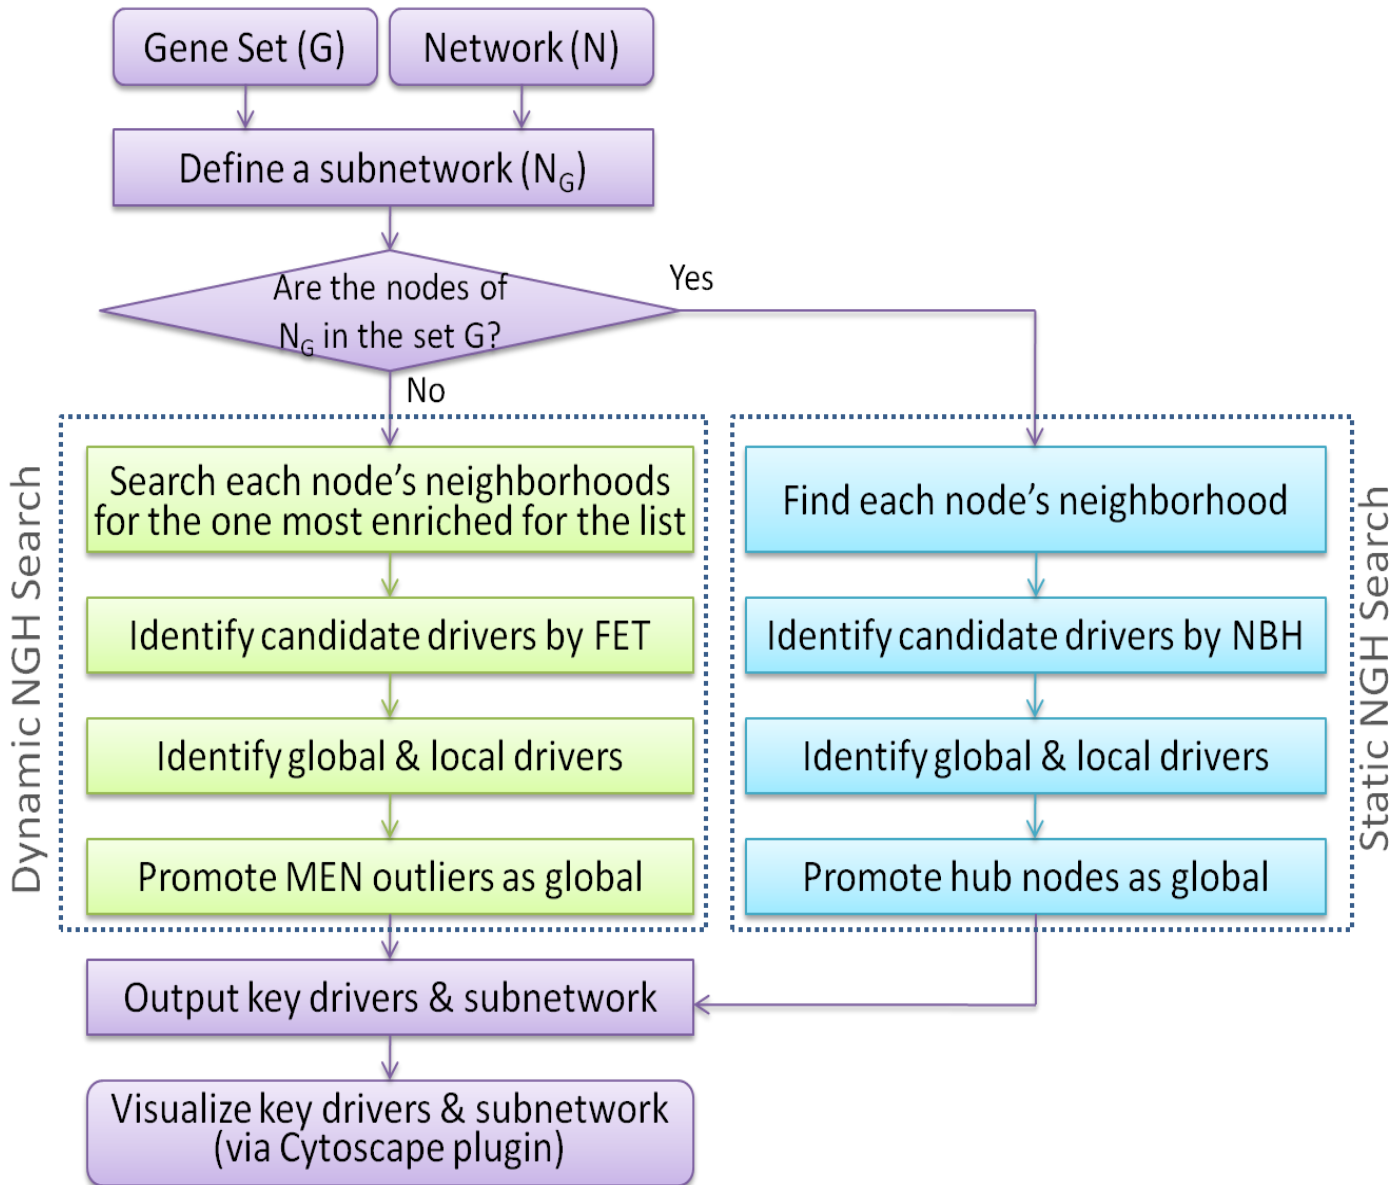 Gene Set (G)
Network (N)
Define a subnetwork (NG)
Are the nodes of
NG in the set G?
Yes
No
Dynamic NGH Search
Search each node's neighborhoods
for the one most enriched for the list
Identify candidate drivers by FET
Identify global & local drivers
Promote MEN outliers as global
Find each node's neighborhood
Identify candidate drivers by NBH
Identify global & local drivers
Promote hub nodes as global
Static NGH Search
Output key drivers & subnetwork
Visualize key drivers & subnetwork
(via Cytoscape plugin)